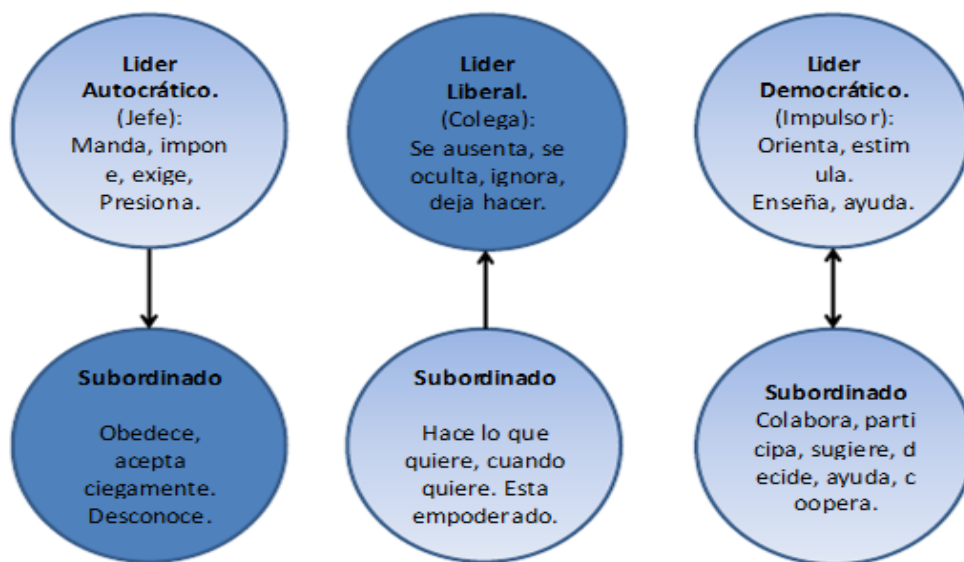 Lider
Autocrático.
(Jefe):
Manda, impon
e, exige,
Presiona.
Lider
Liberal.
(Colega):
Se ausenta, se
oculta, ignora,
deja hacer.
Lider
Democrático.
(Impulsor):
Orienta, estim
ula.
Enseña, ayuda.
Subordinado
Obedece,
acepta
ciegamente.
Desconoce.
Subordinado
Hace lo que
quiere, cuando
quiere. Esta
empoderado.
Subordinado
Colabora, parti
cipa, sugiere, d
ecide, ayuda, c
oopera.